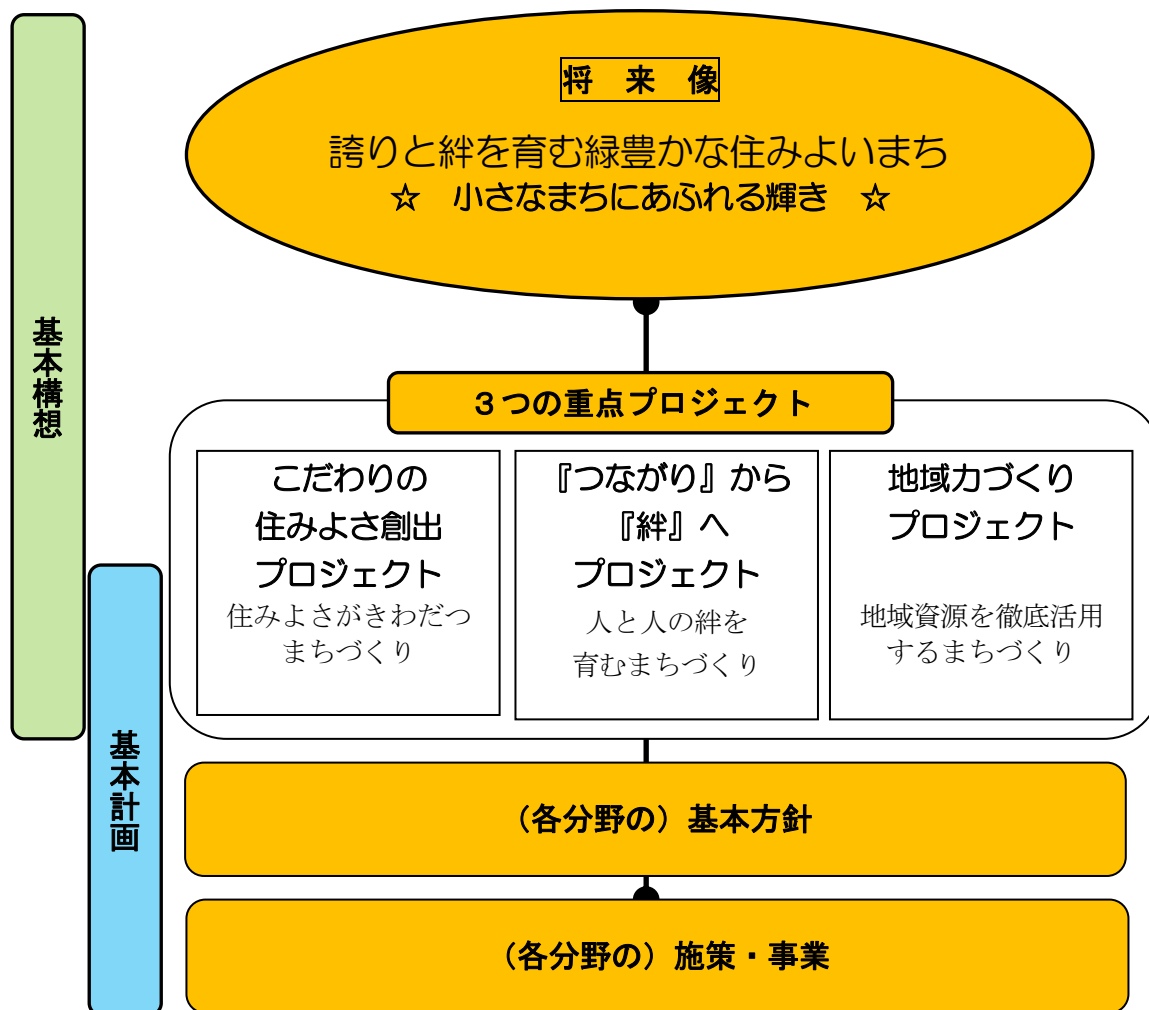 将　来　像
誇りと絆を育む緑豊かな住みよいまち
☆　小さなまちにあふれる輝き　☆
基本構想
３つの重点プロジェクト
こだわりの
住みよさ創出
プロジェクト
住みよさがきわだつ
まちづくり
『つながり』から
『絆』へ
プロジェクト
人と人の絆を
育むまちづくり
地域力づくり
プロジェクト
地域資源を徹底活用
するまちづくり
基本計画
（各分野の）基本方針
（各分野の）施策・事業